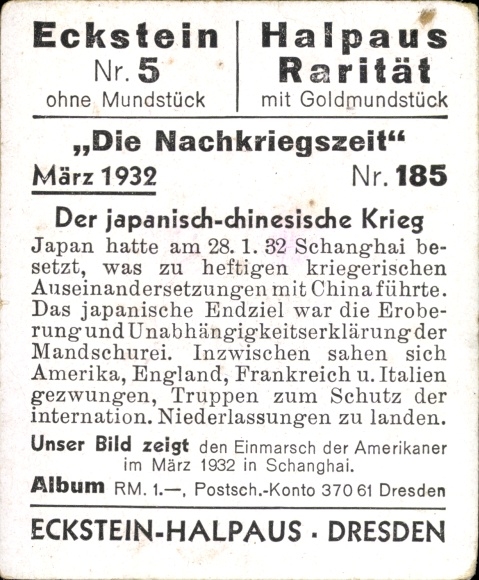 Eckstein
Nr. 5
ohne Mundstück
Halpaus
Rarität
mit Goldmundstück
„Die Nachkriegszeit“
März 1932 Nr. 185
Der japanisch-chinesische Krieg
Japan hatte am 28. 1. 32 Schanghai be-
setzt, was zu heftigen kriegerischen
Auseinandersetzungen mit China führte.
Das japanische Endziel war die Erobe-
rung und Unabhängigkeitserklärung der
Mandschurei. Inzwischen sahen sich
Amerika, England, Frankreich u. Italien
gezwungen, Truppen zum Schutz der
internation. Niederlassungen zu landen.
Unser Bild zeigt den Einmarsch der Amerikaner
im März 1932 in Schanghai.
Album RM. 1.—, Postsch.-Konto 370 61 Dresden
ECKSTEIN-HALPAUS · DRESDEN